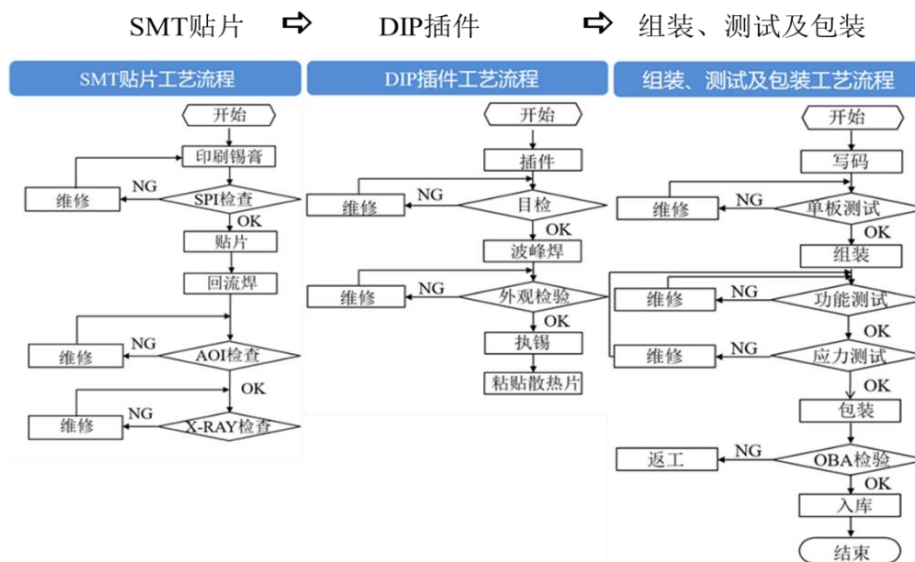 SMT贴片 ⇨ DIP插件 ⇨ 组装、测试及包装
SMT贴片工艺流程
开始
印刷锡膏
维修
NG
SPI检查
OK
贴片
回流焊
维修
NG
AOI检查
OK
维修
NG
X-RAY检查
DIP插件工艺流程
开始
插件
维修
NG
目检
OK
波峰焊
维修
NG
外观检验
OK
执锡
粘贴散热片
组装、测试及包装工艺流程
开始
写码
维修
NG
单板测试
OK
组装
维修
NG
功能测试
OK
维修
NG
应力测试
OK
包装
返工
NG
OBA检验
OK
入库
结束